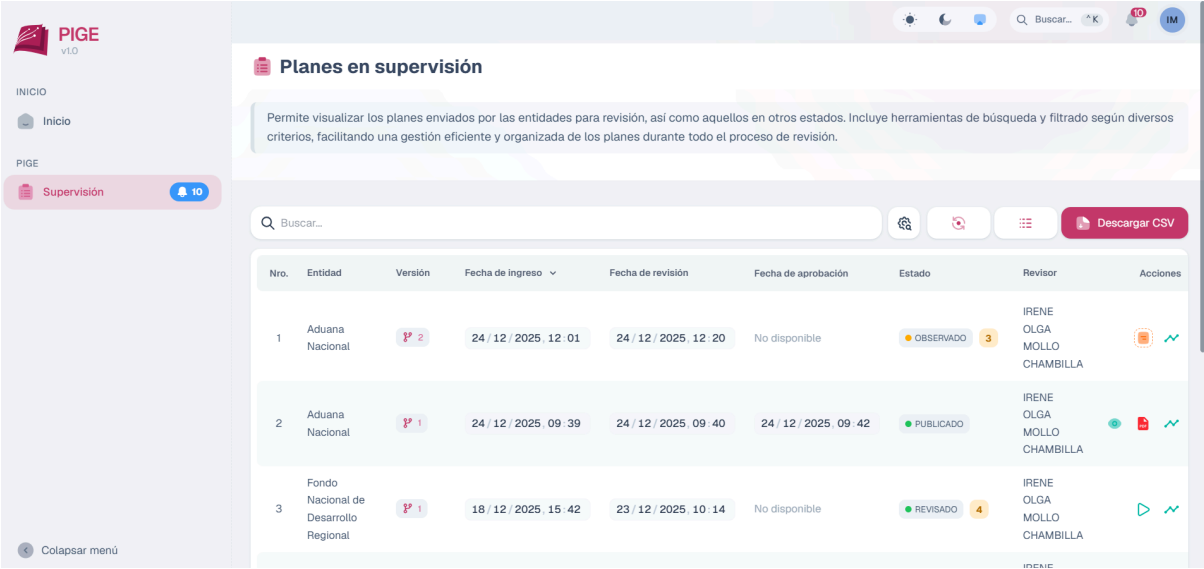 PIGE
v1.0
INICIO
Inicio
PIGE
Supervisión
10
Colapsar menú
Buscar...
^K
10
IM
Planes en supervisión
Permite visualizar los planes enviados por las entidades para revisión, así como aquellos en otros estados. Incluye herramientas de búsqueda y filtrado según diversos
criterios, facilitando una gestión eficiente y organizada de los planes durante todo el proceso de revisión.
Buscar...
Descargar CSV
Nro. Entidad Versión Fecha de ingreso Fecha de revisión Fecha de aprobación Estado Revisor Acciones
1 Aduana Nacional 2 24/12/2025, 12:01 24/12/2025, 12:20 No disponible OBSERVADO 3 IRENE OLGA MOLLO CHAMBILLA
2 Aduana Nacional 1 24/12/2025, 09:39 24/12/2025, 09:40 24/12/2025, 09:42 PUBLICADO IRENE OLGA MOLLO CHAMBILLA PDF
3 Fondo Nacional de Desarrollo Regional 1 18/12/2025, 15:42 23/12/2025, 10:14 No disponible REVISADO 4 IRENE OLGA MOLLO CHAMBILLA
IRENE